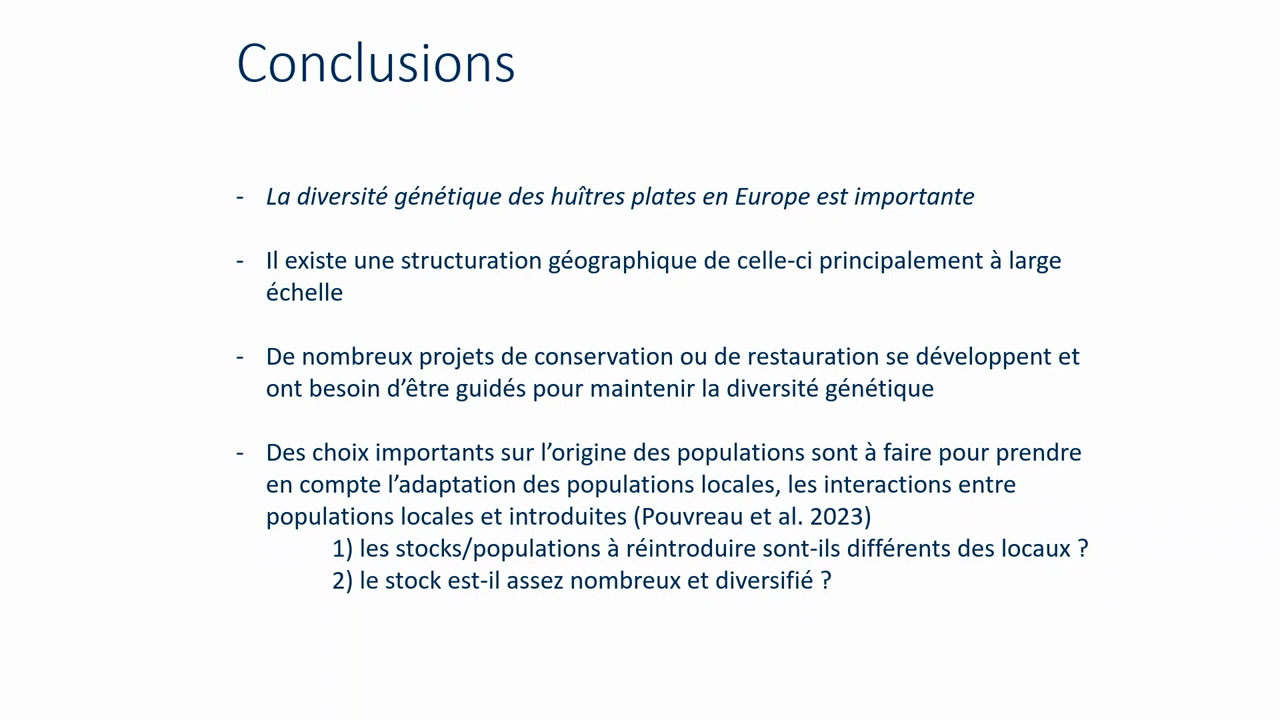 Conclusions
- La diversité génétique des huîtres plates en Europe est importante
- Il existe une structuration géographique de celle-ci principalement à large
échelle
- De nombreux projets de conservation ou de restauration se développent et
ont besoin d’être guidés pour maintenir la diversité génétique
- Des choix importants sur l’origine des populations sont à faire pour prendre
en compte l’adaptation des populations locales, les interactions entre
populations locales et introduites (Pouvreau et al. 2023)
1) les stocks/populations à réintroduire sont-ils différents des locaux ?
2) le stock est-il assez nombreux et diversifié ?